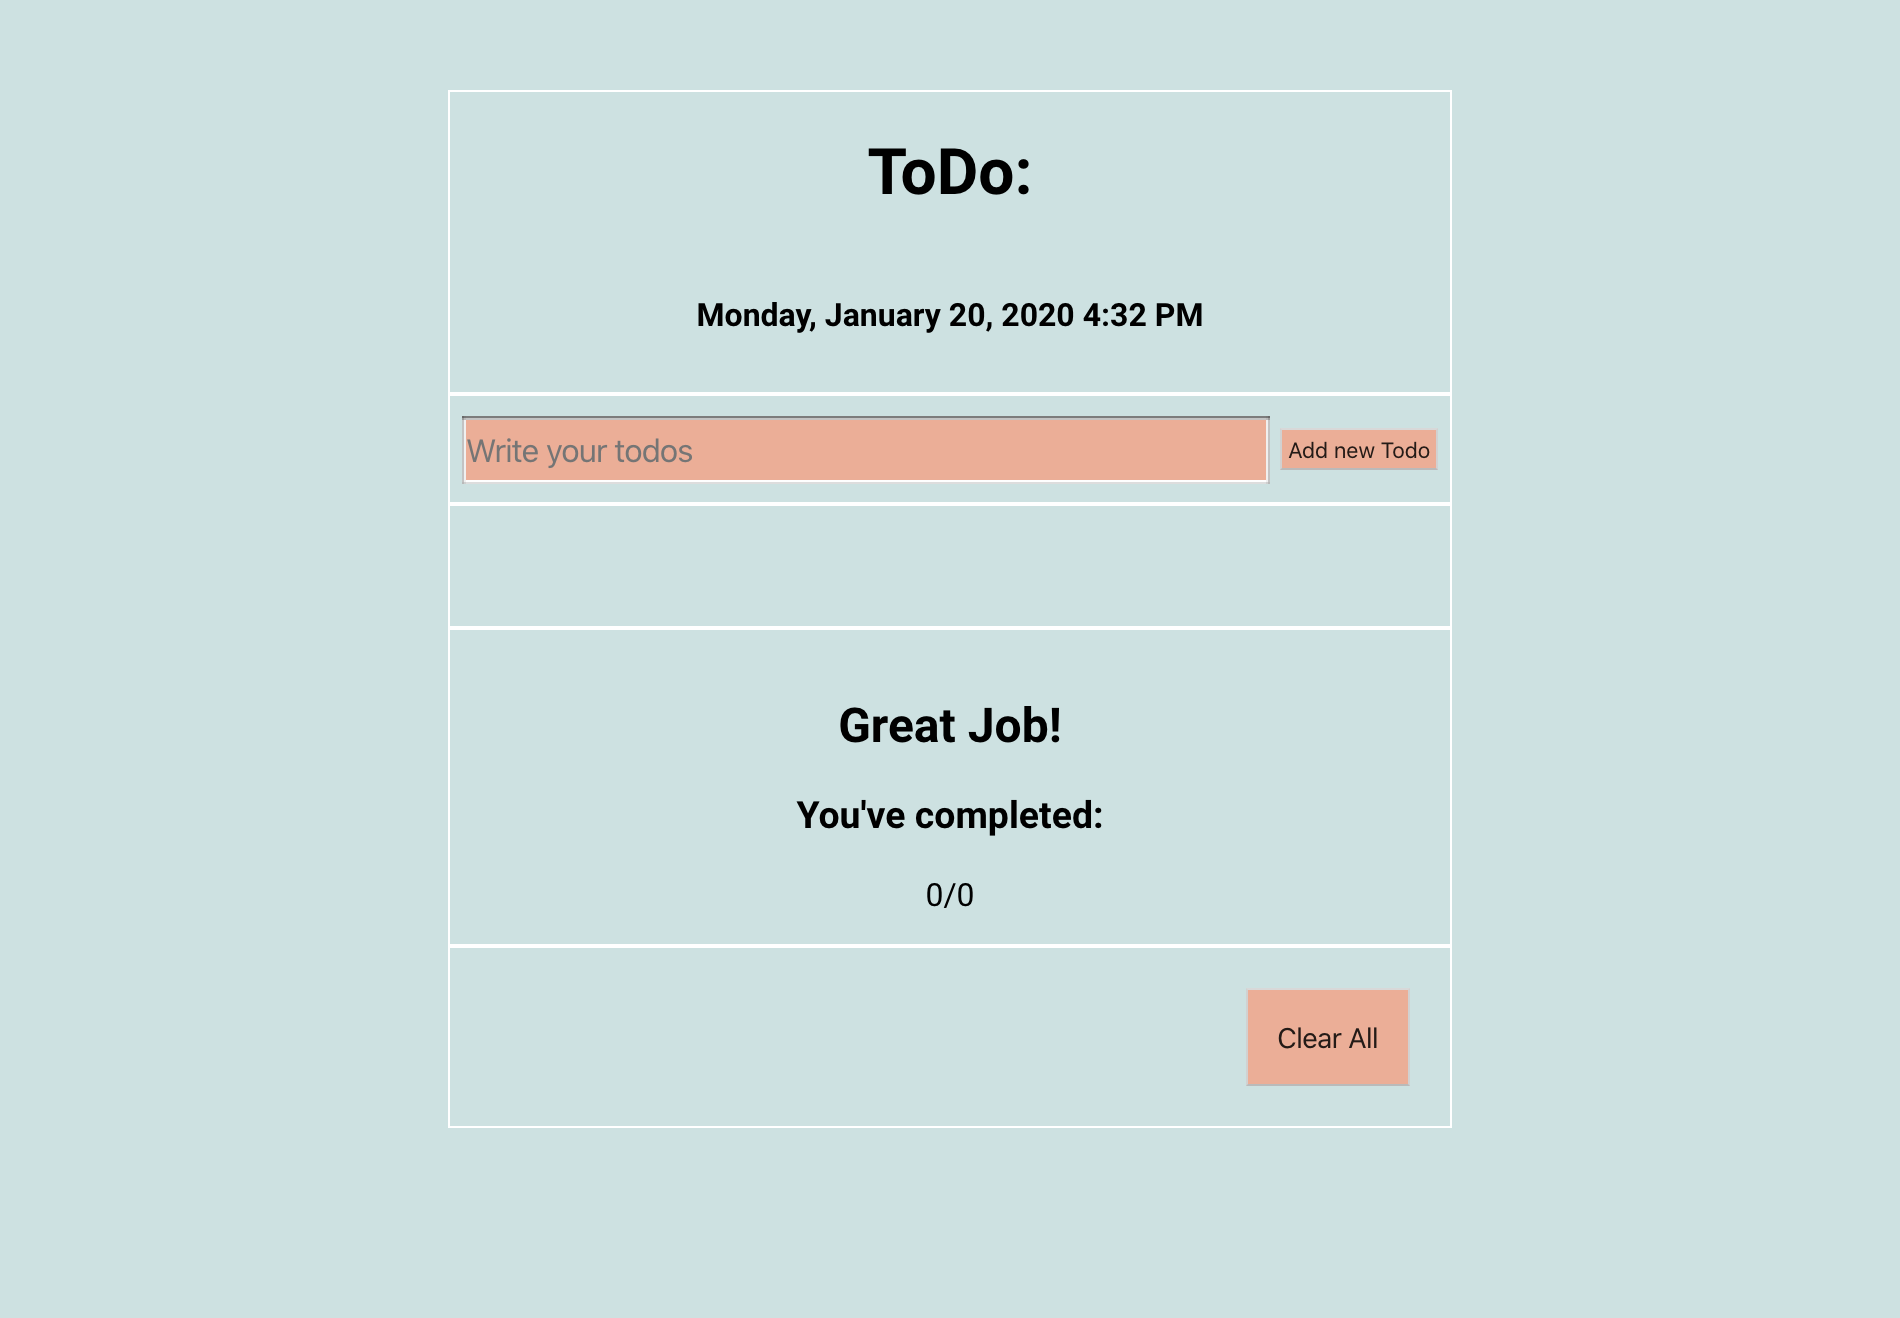 ToDo:
Monday, January 20, 2020 4:32 PM
Write your todos
Add new Todo
Great Job!
You've completed:
0/0
Clear All